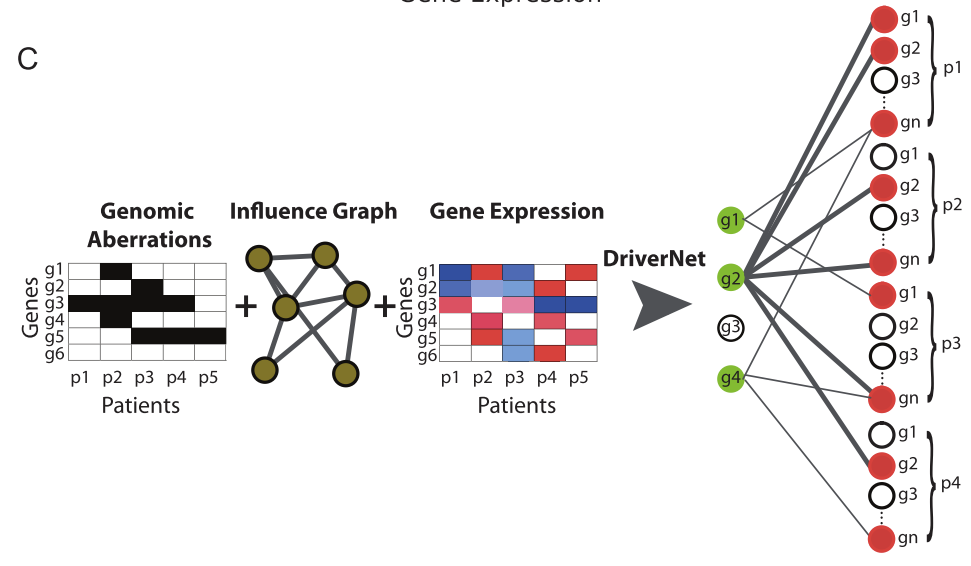 Gene Expression
C
Genomic
Aberrations
Genes
g1
g2
g3
g4
g5
g6
p1 p2 p3 p4 p5
Patients
+
Influence Graph
+
Gene Expression
Genes
g1
g2
g3
g4
g5
g6
p1 p2 p3 p4 p5
Patients
DriverNet
g1
g2
g3
g4
g1
g2
g3
gn
p1
g1
g2
g3
gn
p2
g1
g2
g3
gn
p3
g1
g2
g3
gn
p4